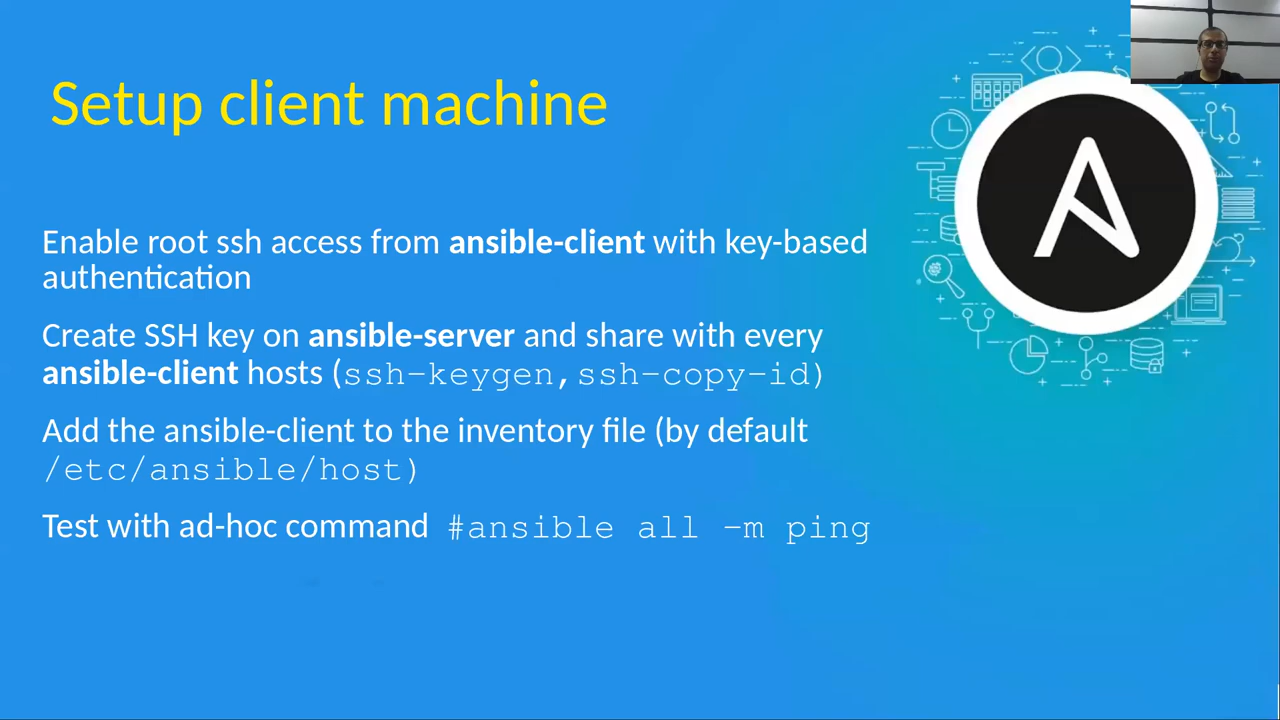 Setup client machine
Enable root ssh access from ansible-client with key-based
authentication
Create SSH key on ansible-server and share with every
ansible-client hosts (ssh-keygen,ssh-copy-id)
Add the ansible-client to the inventory file (by default
/etc/ansible/host)
Test with ad-hoc command #ansible all -m ping